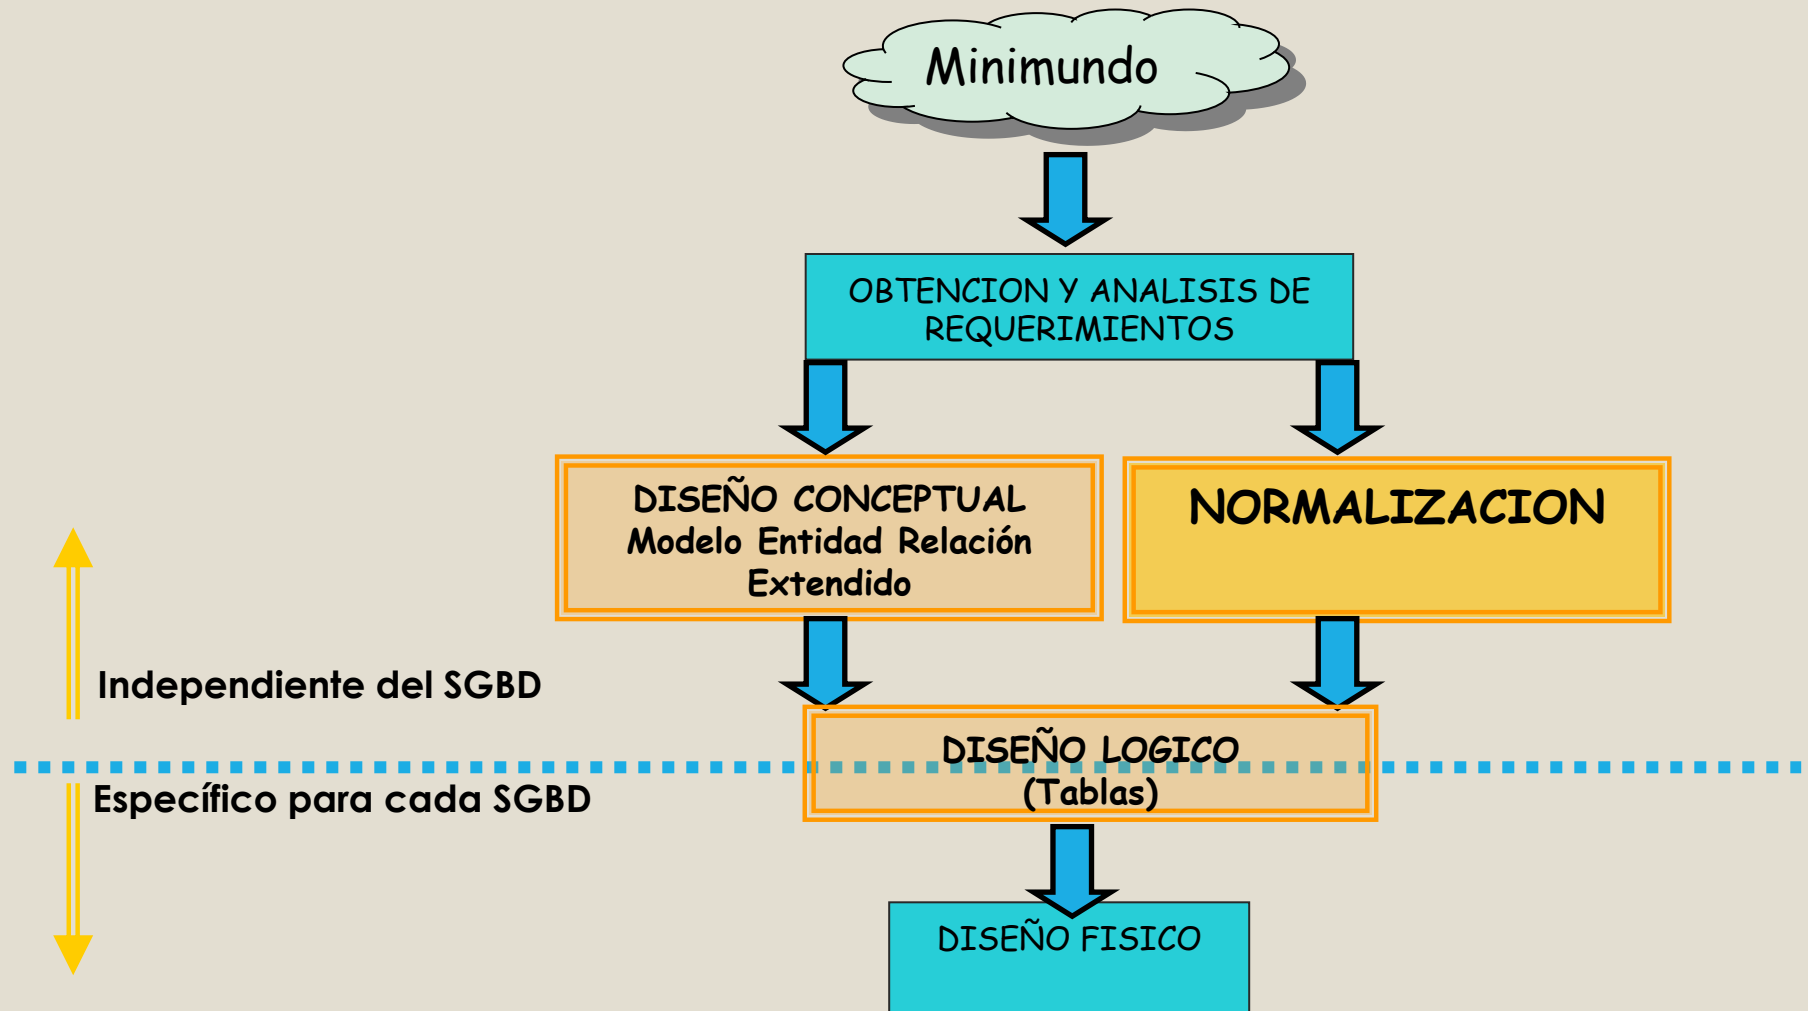 Minimundo
OBTENCION Y ANALISIS DE
REQUERIMIENTOS
DISEÑO CONCEPTUAL
Modelo Entidad Relación
Extendido
NORMALIZACION
Independiente del SGBD
DISEÑO LOGICO
(Tablas)
Específico para cada SGBD
DISEÑO FISICO